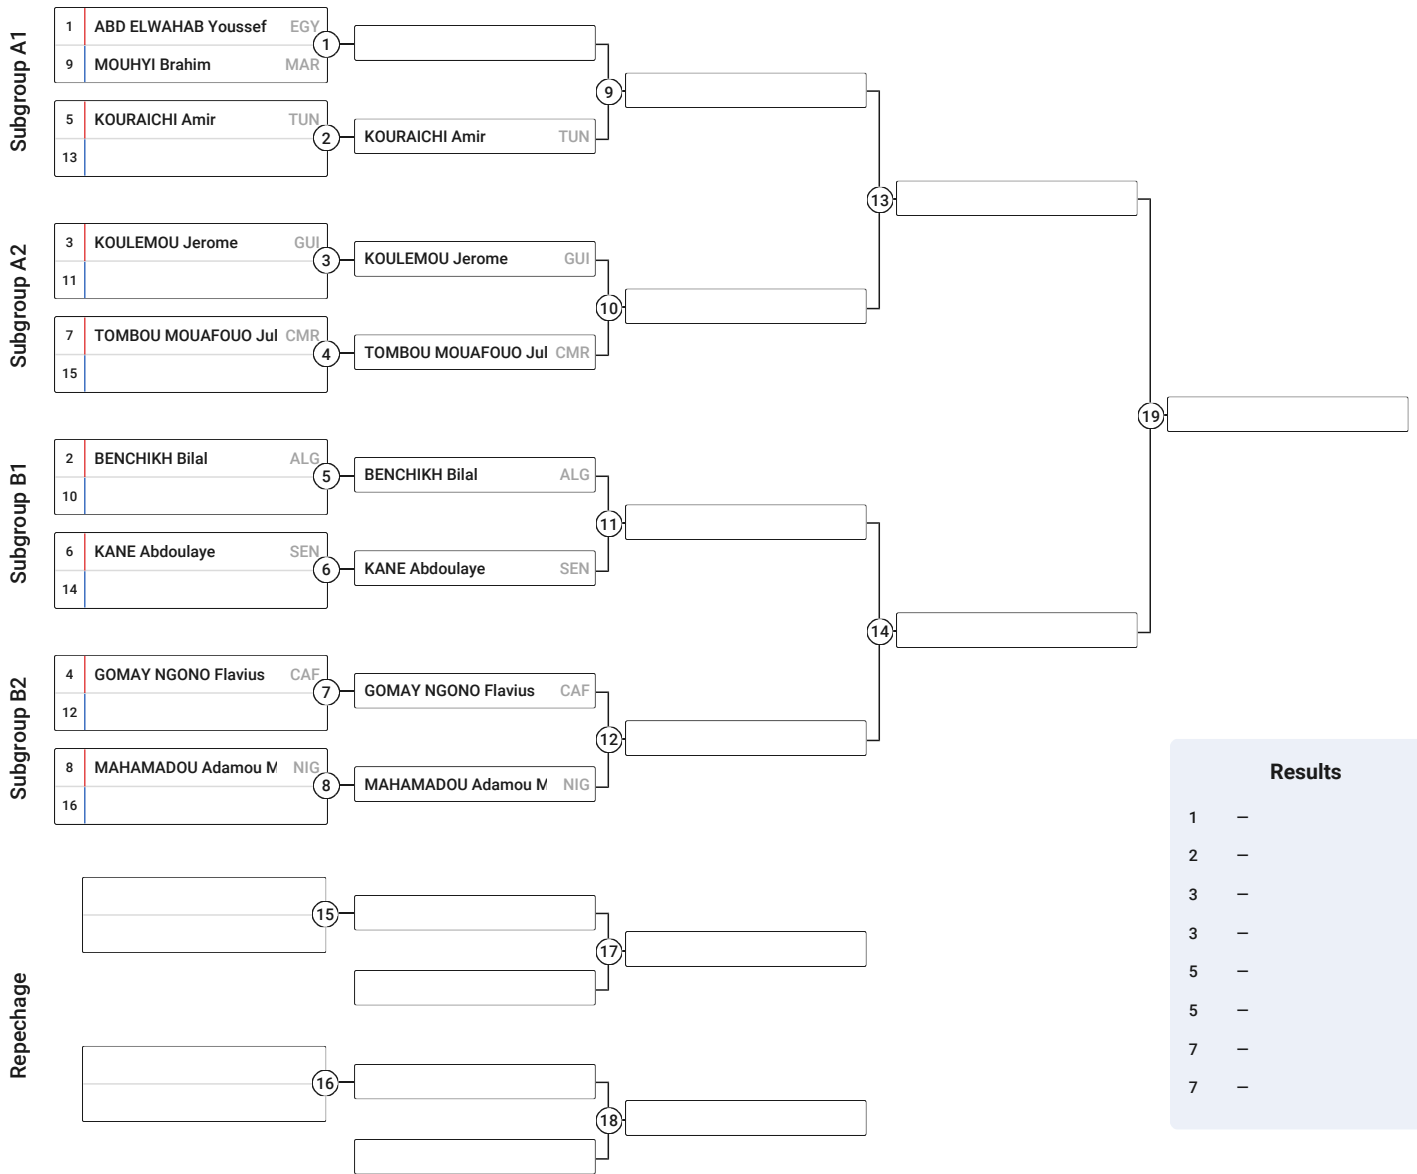 Subgroup A1
1 ABD ELWAHAB Youssef EGY
9 MOUHYI Brahim MAR
1
5 KOURAICHI Amir TUN
13
2
KOURAICHI Amir TUN
9
Subgroup A2
3 KOULEMOU Jerome GUI
11
3
KOULEMOU Jerome GUI
7 TOMBOU MOUAFOUO Jul CMR
15
4
TOMBOU MOUAFOUO Jul CMR
10
13
Subgroup B1
2 BENCHIKH Bilal ALG
10
5
BENCHIKH Bilal ALG
6 KANE Abdoulaye SEN
14
6
KANE Abdoulaye SEN
11
Subgroup B2
4 GOMAY NGONO Flavius CAF
12
7
GOMAY NGONO Flavius CAF
8 MAHAMADOU Adamou M NIG
16
8
MAHAMADOU Adamou M NIG
12
14
19
Repechage
15
17
16
18
Results
1 –
2 –
3 –
3 –
5 –
5 –
7 –
7 –